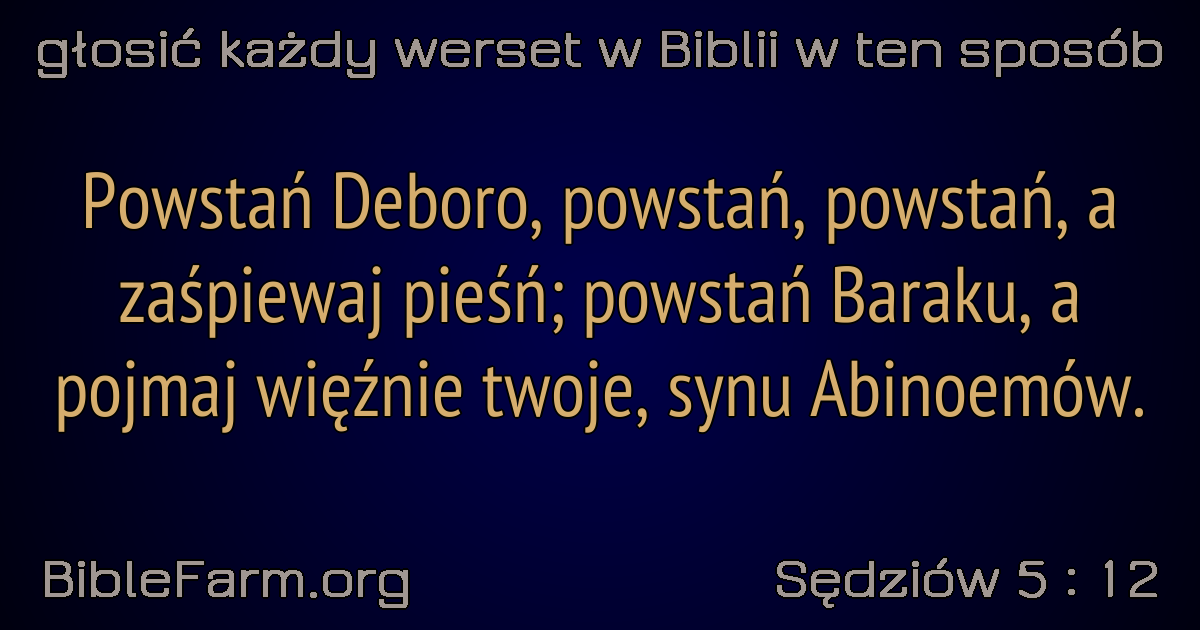 głosić każdy werset w Biblii w ten sposób
Powstań Deboro, powstań, powstań, a
zaśpiewaj pieśń; powstań Baraku, a
pojmaj więźnie twoje, synu Abinoemów.
BibleFarm.org
Sędziów 5 : 12